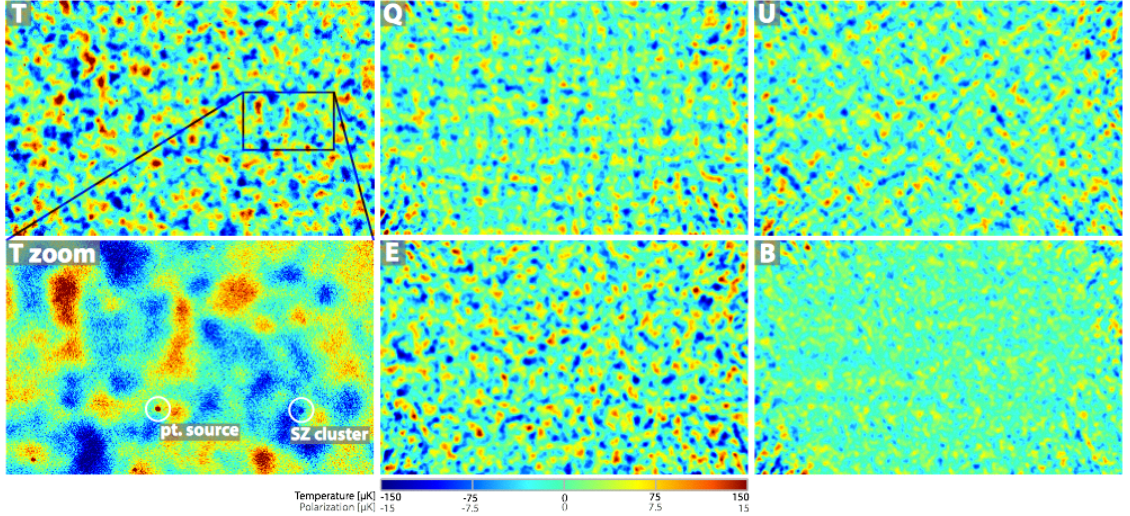 T
Q
U
T zoom
E
B
pt. source
SZ cluster
Temperature [μK] -150 -75 0 75 150
Polarization [μK] -15 -7.5 0 7.5 15